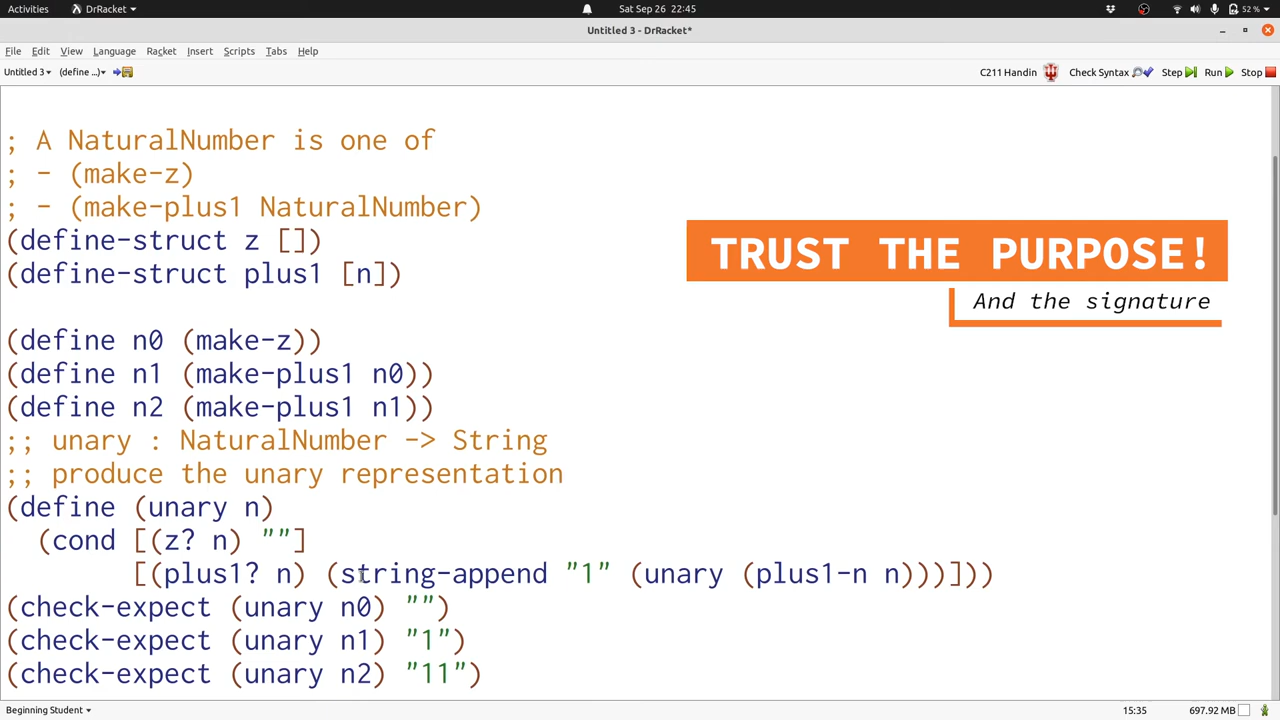 Activities DrRacket Sat Sep 26 22:45 52 %
Untitled 3 - DrRacket*
File Edit View Language Racket Insert Scripts Tabs Help
Untitled 3 (define ...) C211 Handin Check Syntax Step Run Stop
; A NaturalNumber is one of
; - (make-z)
; - (make-plus1 NaturalNumber)
(define-struct z [])
(define-struct plus1 [n])
TRUST THE PURPOSE!
And the signature
(define n0 (make-z))
(define n1 (make-plus1 n0))
(define n2 (make-plus1 n1))
;; unary : NaturalNumber -> String
;; produce the unary representation
(define (unary n)
(cond [(z? n) ""]
[(plus1? n) (string-append "1" (unary (plus1-n n)))]))
(check-expect (unary n0) "")
(check-expect (unary n1) "1")
(check-expect (unary n2) "11")
Beginning Student 15:35 697.92 MB